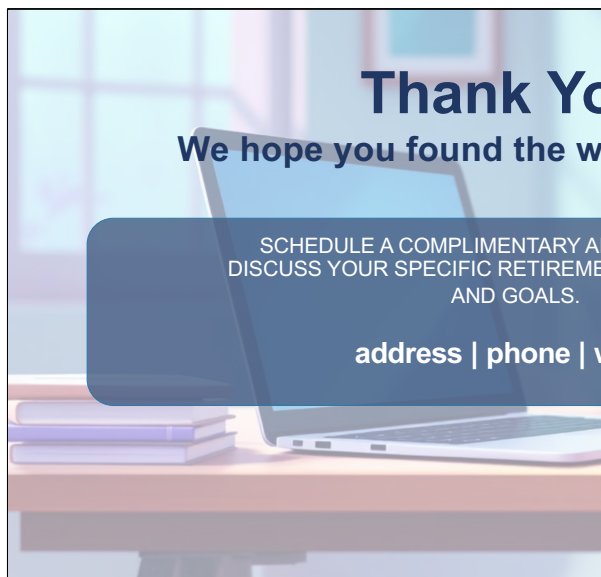 Thank Yo
We hope you found the w
SCHEDULE A COMPLIMENTARY A
DISCUSS YOUR SPECIFIC RETIREME
AND GOALS.
address | phone |